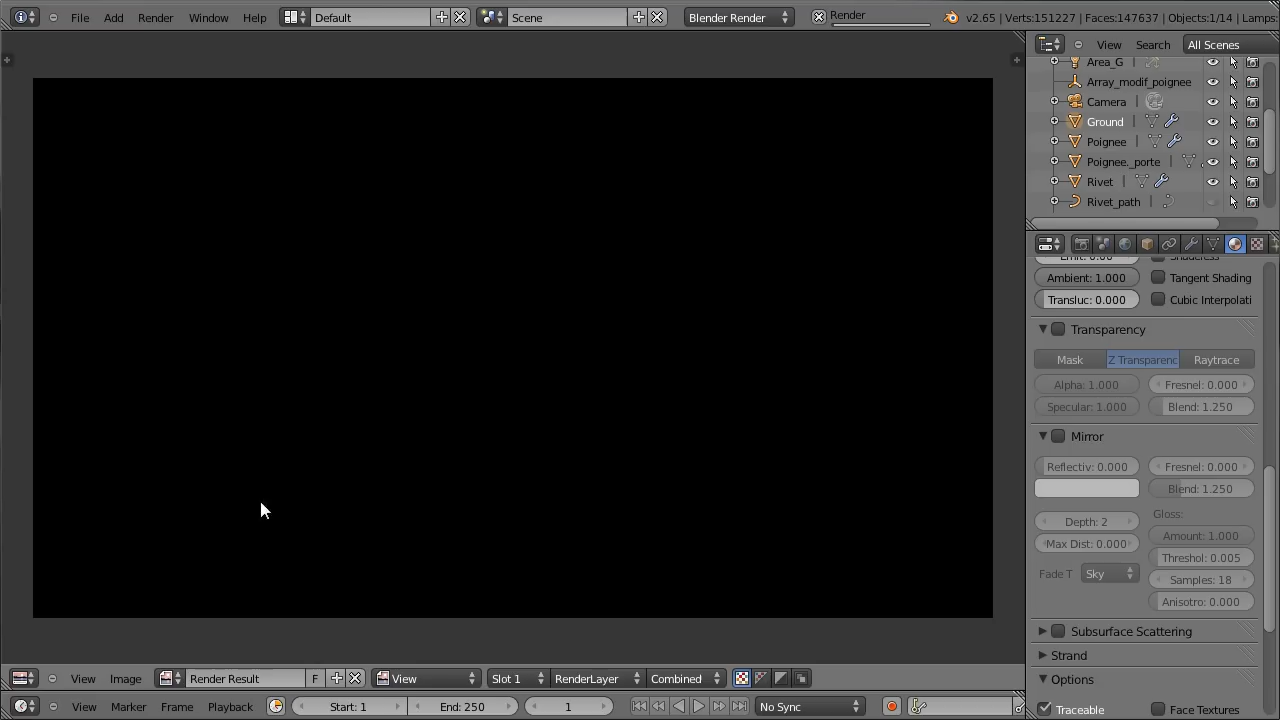 File Add Render Window Help Default Scene Blender Render Render v2.65 | Verts:151227 | Faces:147637 | Objects:1/14 | Lamps:
View Search All Scenes
Area_G
Array_modif_poignee
Camera
Ground
Poignee
Poignee._porte
Rivet
Rivet_path
Emit: 0.00 Shadeless
Ambient: 1.000 Tangent Shading
Transluc: 0.000 Cubic Interpolati
Transparency
Mask Z Transparenc Raytrace
Alpha: 1.000 Fresnel: 0.000
Specular: 1.000 Blend: 1.250
Mirror
Reflectiv: 0.000 Fresnel: 0.000
Blend: 1.250
Gloss:
Depth: 2 Amount: 1.000
Max Dist: 0.000 Threshol: 0.005
Fade T Sky Samples: 18
Anisotro: 0.000
Subsurface Scattering
Strand
Options
Traceable Face Textures
View Image Render Result F View Slot 1 RenderLayer Combined
View Marker Frame Playback Start: 1 End: 250 1 No Sync